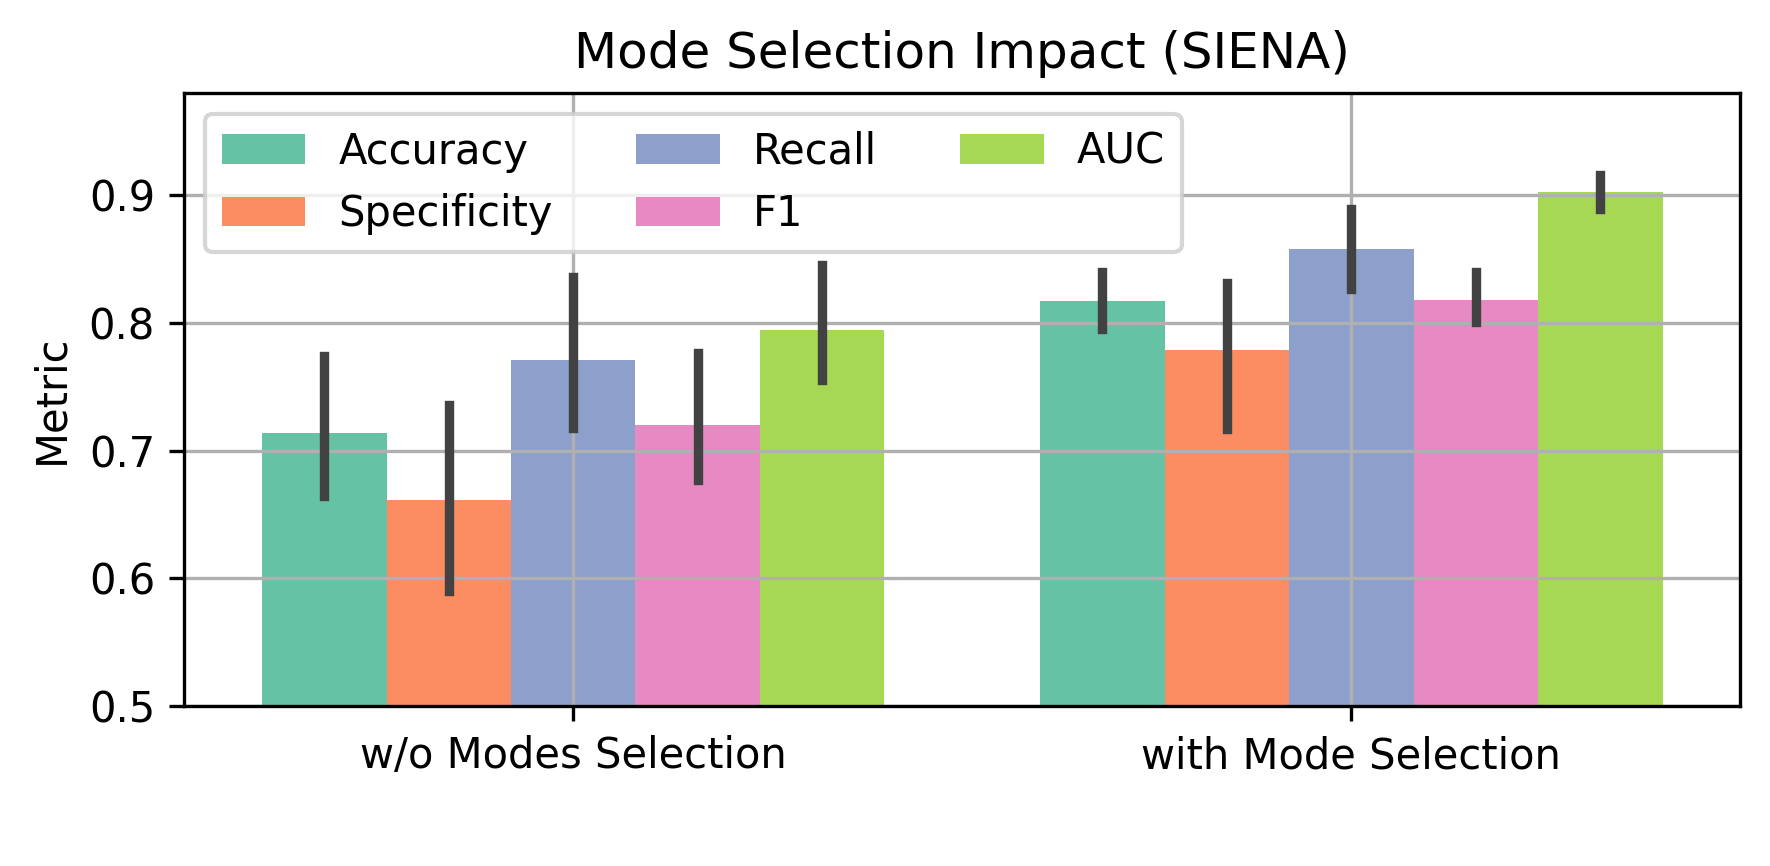 Mode Selection Impact (SIENA)
Accuracy
Specificity
Recall
F1
AUC
Metric
0.9
0.8
0.7
0.6
0.5
w/o Modes Selection
with Mode Selection